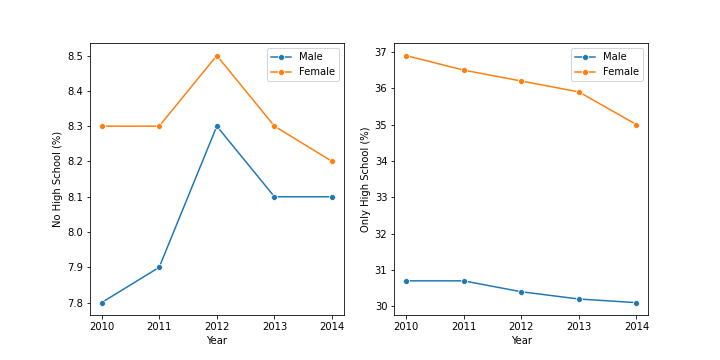 No High School (%)
8.5
8.4
8.3
8.2
8.1
8.0
7.9
7.8
2010 2011 2012 2013 2014
Year
Male
Female
Only High School (%)
37
36
35
34
33
32
31
30
2010 2011 2012 2013 2014
Year
Male
Female